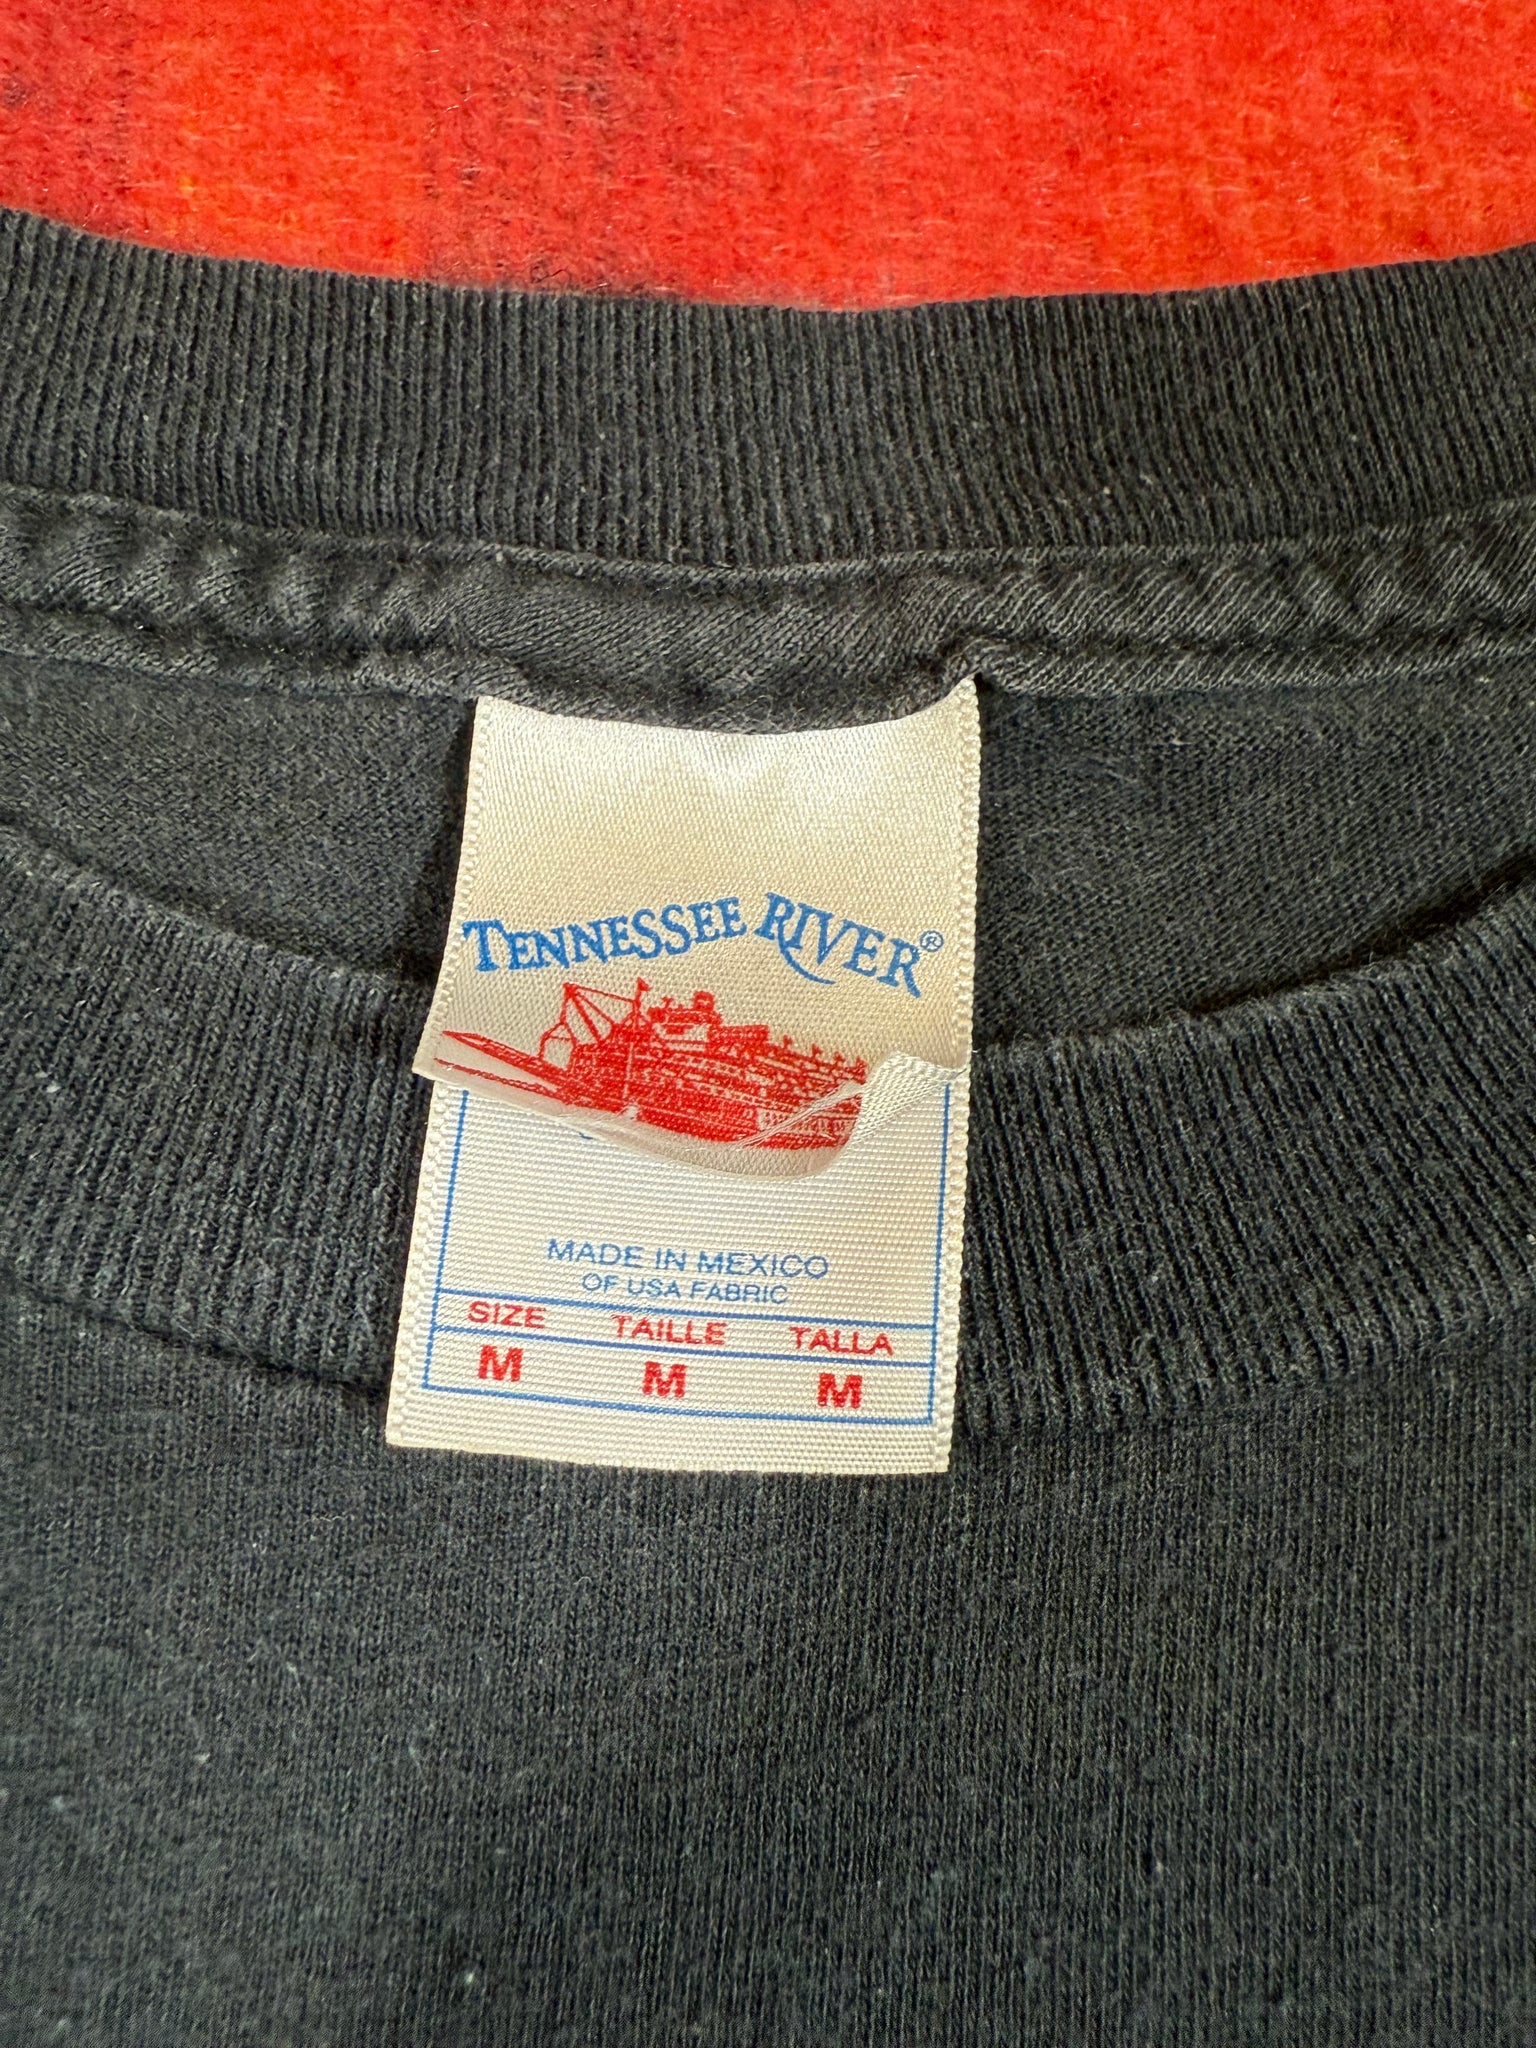 TENNESSEE RIVER®
MADE IN MEXICO
OF USA FABRIC
SIZE TAILLE TALLA
M M M